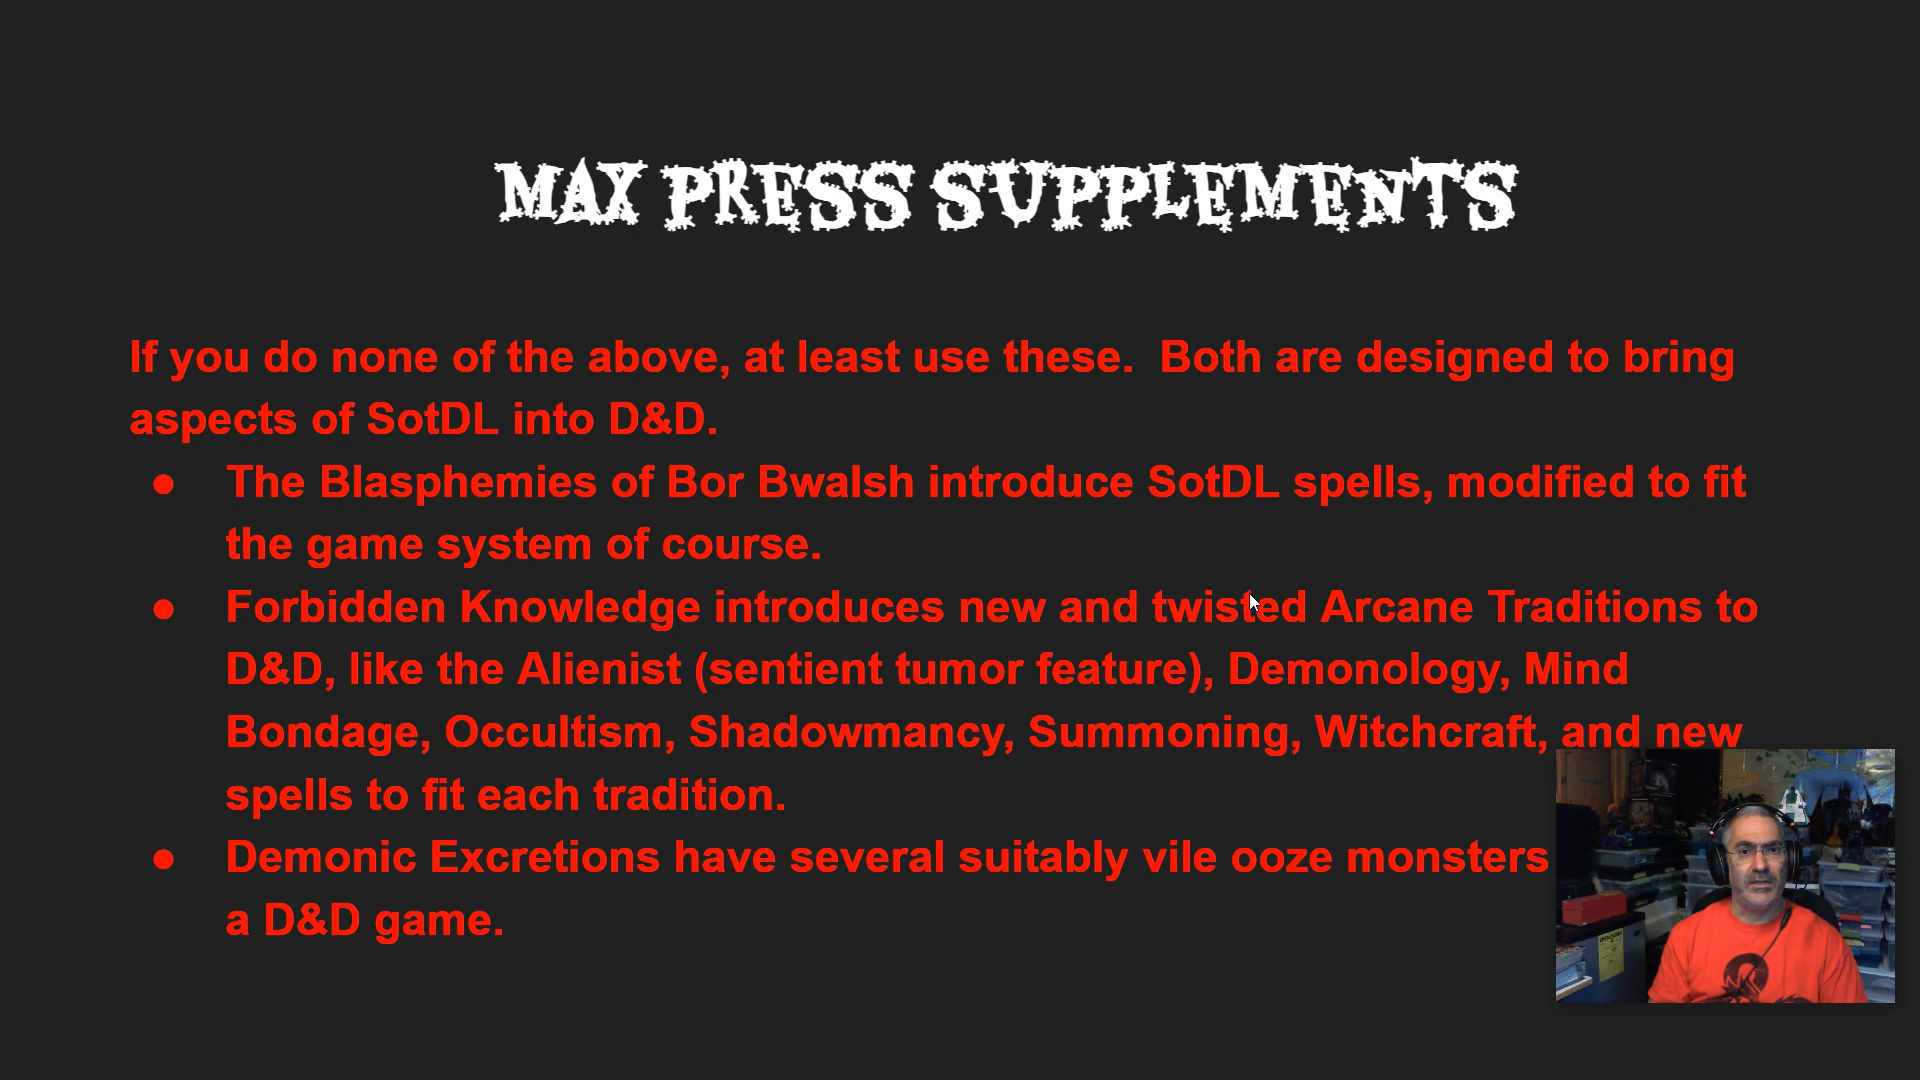 MAX PRESS SUPPLEMENTS
If you do none of the above, at least use these.  Both are designed to bring
aspects of SotDL into D&D.
● The Blasphemies of Bor Bwalsh introduce SotDL spells, modified to fit
the game system of course.
● Forbidden Knowledge introduces new and twisted Arcane Traditions to
D&D, like the Alienist (sentient tumor feature), Demonology, Mind
Bondage, Occultism, Shadowmancy, Summoning, Witchcraft, and new
spells to fit each tradition.
● Demonic Excretions have several suitably vile ooze monsters
a D&D game.